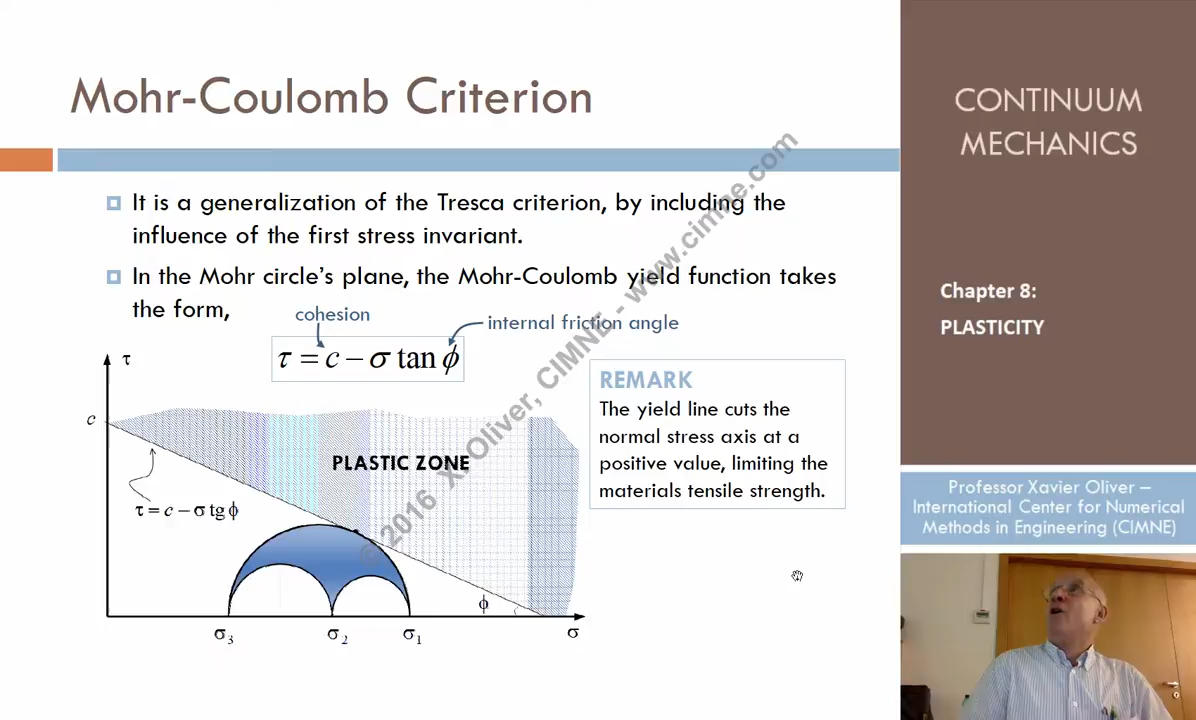 Mohr-Coulomb Criterion
It is a generalization of the Tresca criterion, by including the
influence of the first stress invariant.
In the Mohr circle's plane, the Mohr-Coulomb yield function takes
the form,
cohesion
internal friction angle
τ = c − σ tan ϕ
τ
c
PLASTIC ZONE
τ = c − σ tg ϕ
ϕ
σ₃
σ₂
σ₁
σ
REMARK
The yield line cuts the
normal stress axis at a
positive value, limiting the
materials tensile strength.
© 2016 X. Oliver, CIMNE - www.cimne.com
CONTINUUM
MECHANICS
Chapter 8:
PLASTICITY
Professor Xavier Oliver –
International Center for Numerical
Methods in Engineering (CIMNE)